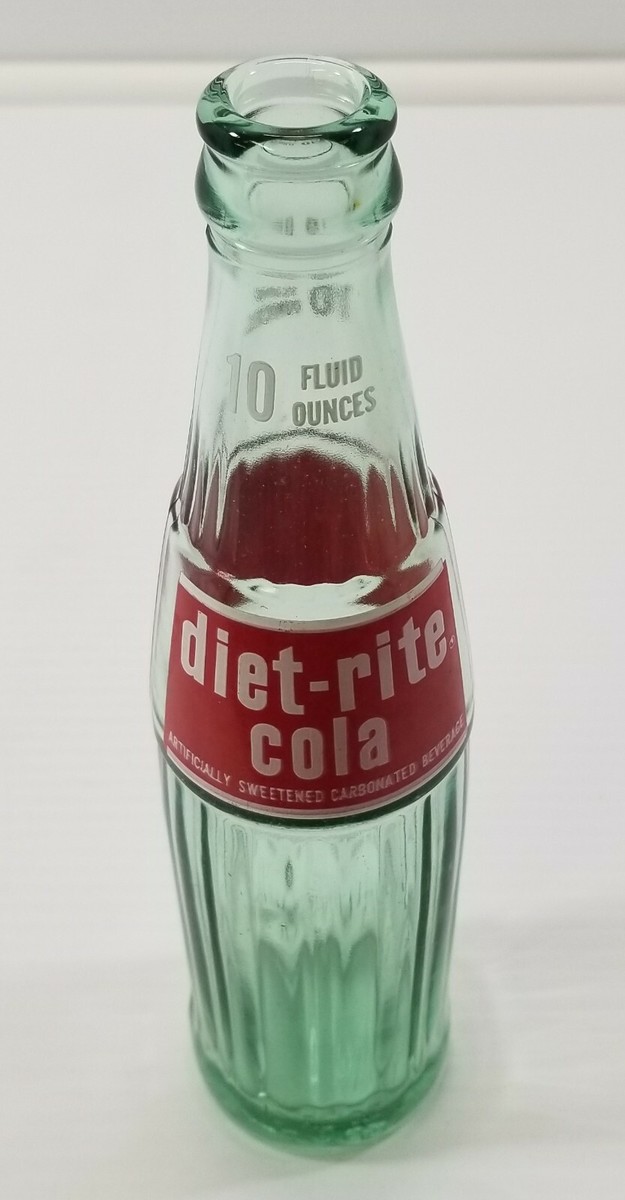 10 FLUID
OUNCES
diet-rite
cola
ARTIFICIALLY SWEETENED CARBONATED BEVERAGE